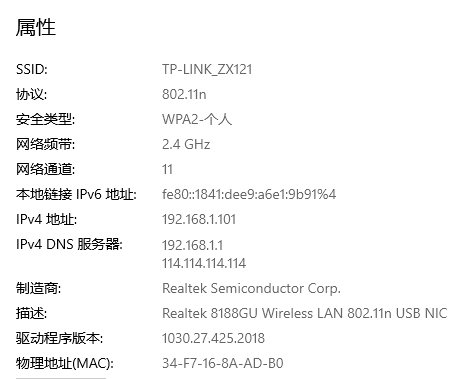 属性
SSID: TP-LINK_ZX121
协议: 802.11n
安全类型: WPA2-个人
网络频带: 2.4 GHz
网络通道: 11
本地链接 IPv6 地址: fe80::1841:dee9:a6e1:9b91%4
IPv4 地址: 192.168.1.101
IPv4 DNS 服务器: 192.168.1.1
114.114.114.114
制造商: Realtek Semiconductor Corp.
描述: Realtek 8188GU Wireless LAN 802.11n USB NIC
驱动程序版本: 1030.27.425.2018
物理地址(MAC): 34-F7-16-8A-AD-B0